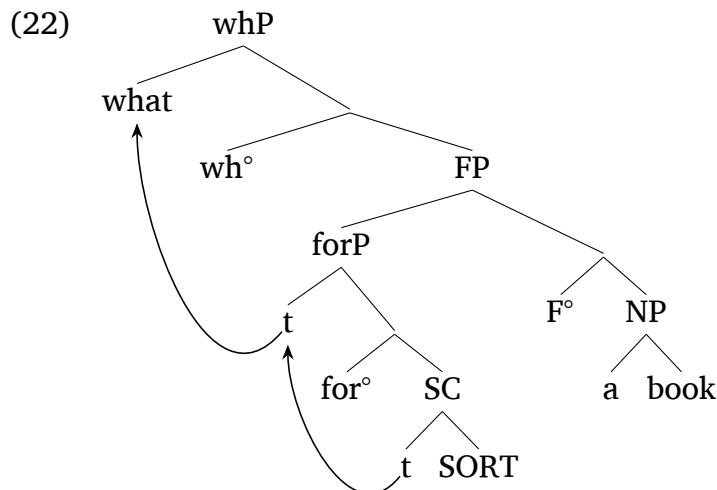 (22) whP
what
wh° FP
forP
t F° NP
for° SC a book
t SORT